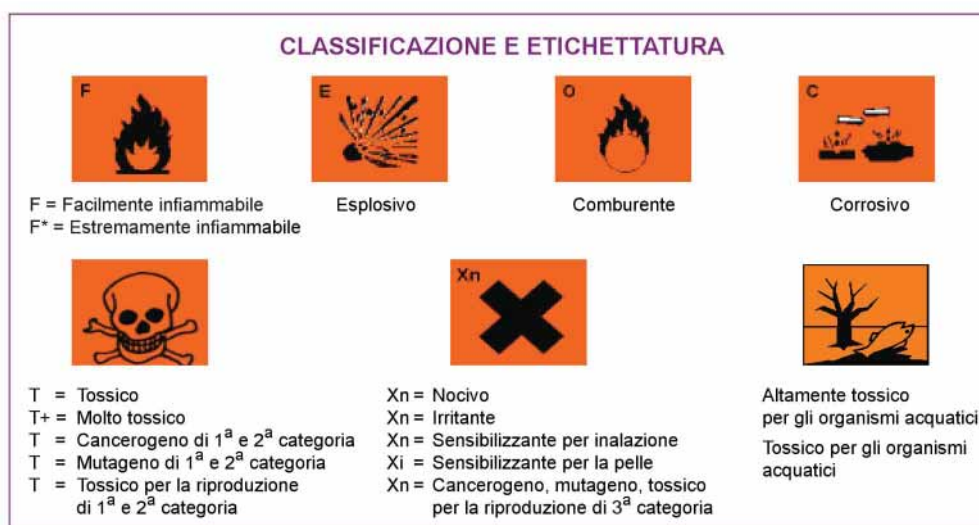 CLASSIFICAZIONE E ETICHETTATURA
F
E
O
C
F = Facilmente infiammabile
F* = Estremamente infiammabile
Esplosivo
Comburente
Corrosivo
Xn
T = Tossico
T+ = Molto tossico
T = Cancerogeno di 1ª e 2ª categoria
T = Mutageno di 1ª e 2ª categoria
T = Tossico per la riproduzione
di 1ª e 2ª categoria
Xn = Nocivo
Xn = Irritante
Xn = Sensibilizzante per inalazione
Xi = Sensibilizzante per la pelle
Xn = Cancerogeno, mutageno, tossico
per la riproduzione di 3ª categoria
Altamente tossico
per gli organismi acquatici
Tossico per gli organismi
acquatici